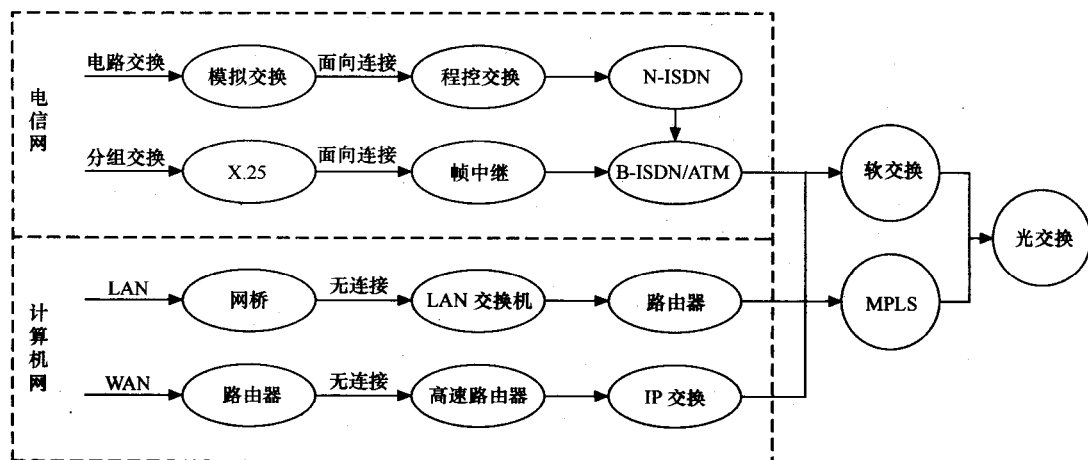 电信网
电路交换
模拟交换
面向连接
程控交换
N-ISDN
分组交换
X.25
面向连接
帧中继
B-ISDN/ATM
计算机网
LAN
网桥
无连接
LAN 交换机
路由器
WAN
路由器
无连接
高速路由器
IP 交换
软交换
MPLS
光交换